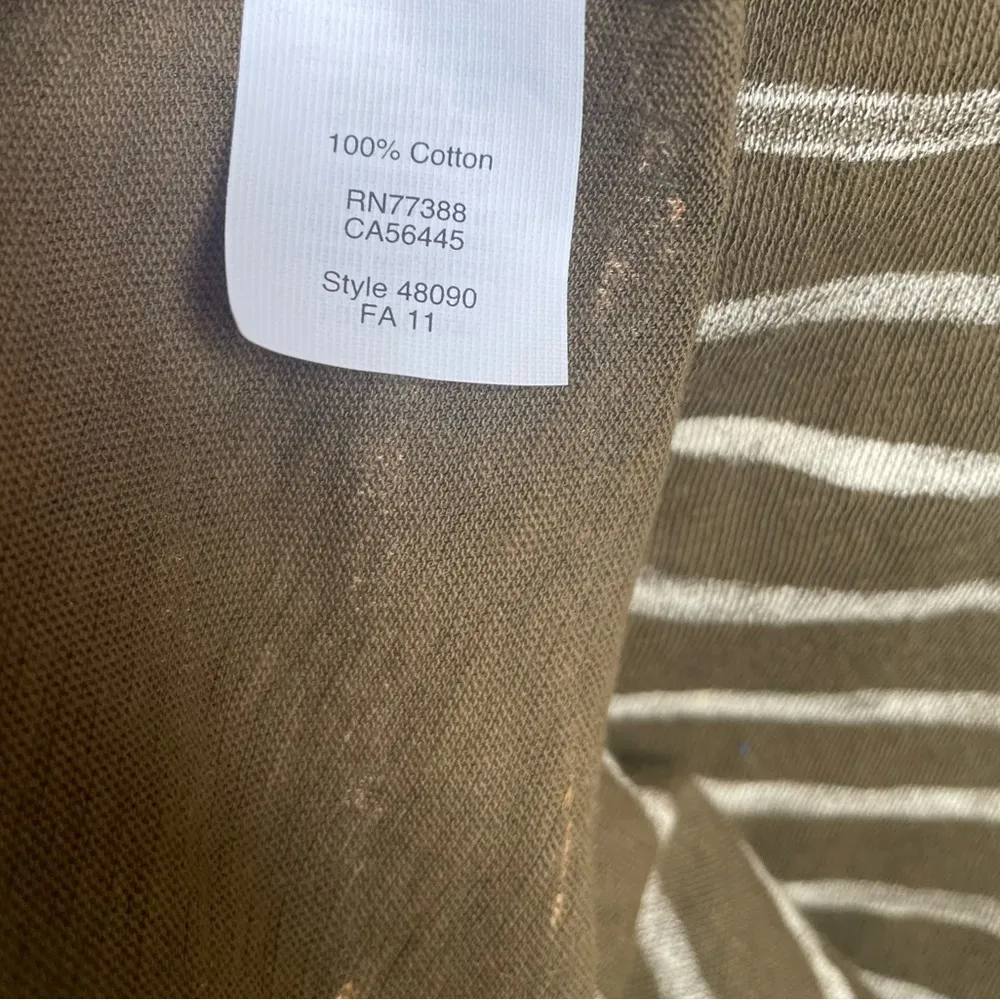 100% Cotton
RN77388
CA56445
Style 48090
FA 11